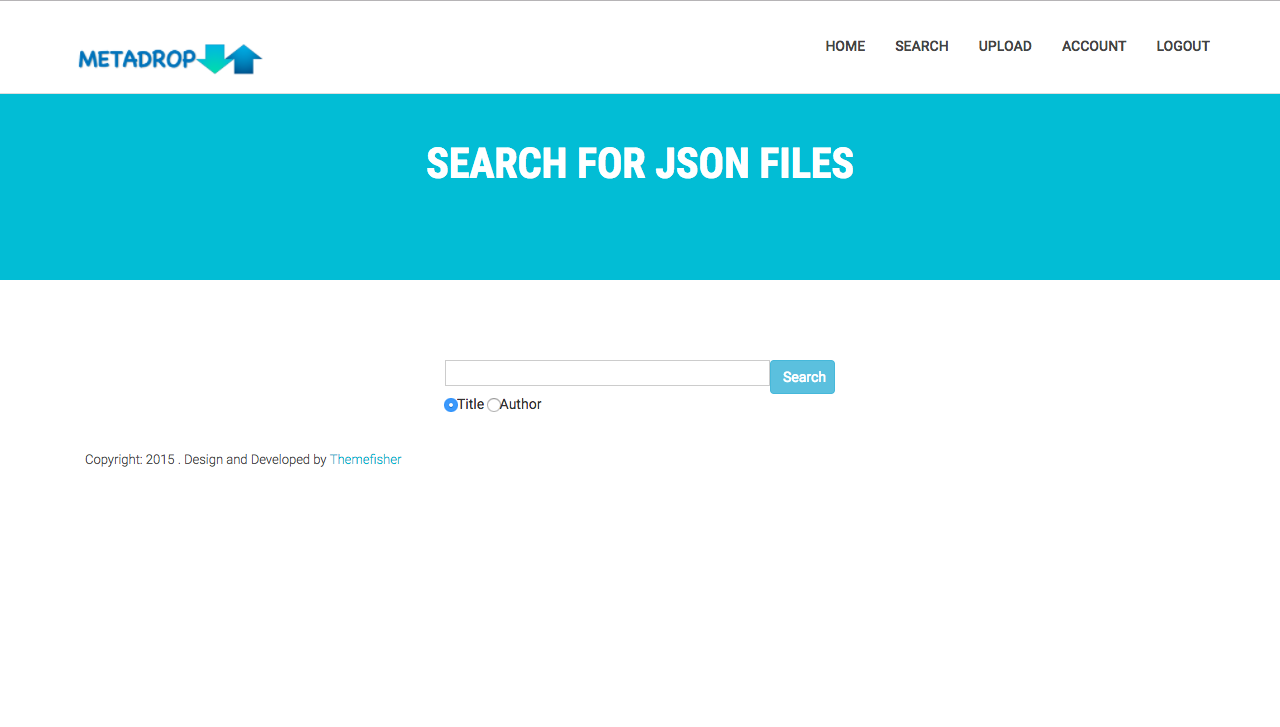 METADROP
HOME SEARCH UPLOAD ACCOUNT LOGOUT
SEARCH FOR JSON FILES
Search
Title Author
Copyright: 2015 . Design and Developed by Themefisher